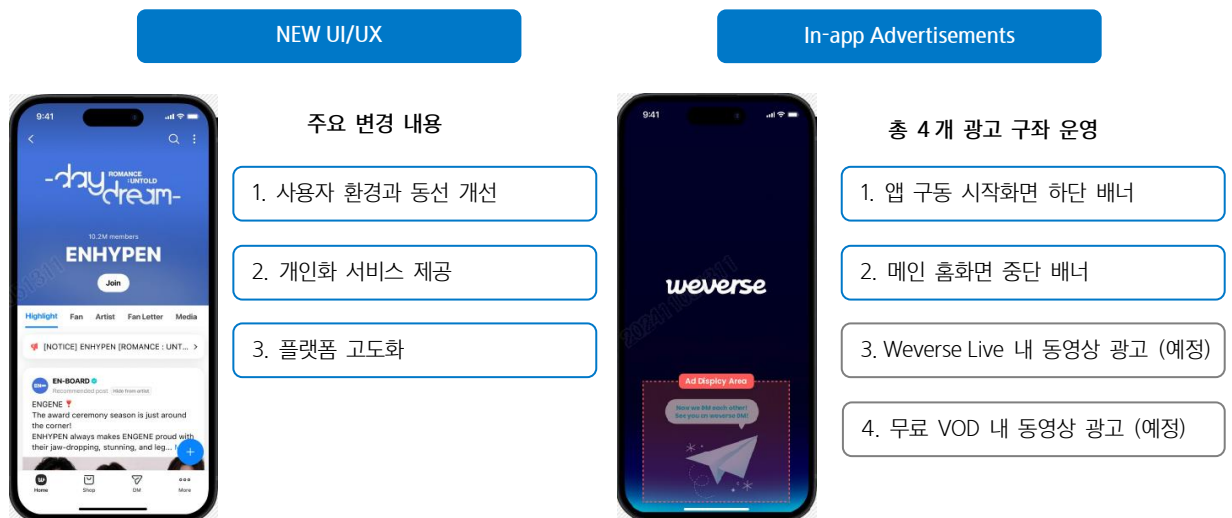 NEW UI/UX
In-app Advertisements
9:41
-day
ROMANCE
: UNTOLD
dream-
10.2M members
ENHYPEN
Join
Highlight Fan Artist Fan Letter Media
[NOTICE] ENHYPEN [ROMANCE : UNT...
EN-BOARD
Recommended post Hide from artist
ENGENE
The award ceremony season is just around
the corner!
ENHYPEN always makes ENGENE proud with
their jaw-dropping, stunning, and leg...
Home Shop DM More
주요 변경 내용
1. 사용자 환경과 동선 개선
2. 개인화 서비스 제공
3. 플랫폼 고도화
9:41
weverse
Ad Display Area
Now we DM each other!
See you on weverse DM!
총 4개 광고 구좌 운영
1. 앱 구동 시작화면 하단 배너
2. 메인 홈화면 중단 배너
3. Weverse Live 내 동영상 광고 (예정)
4. 무료 VOD 내 동영상 광고 (예정)